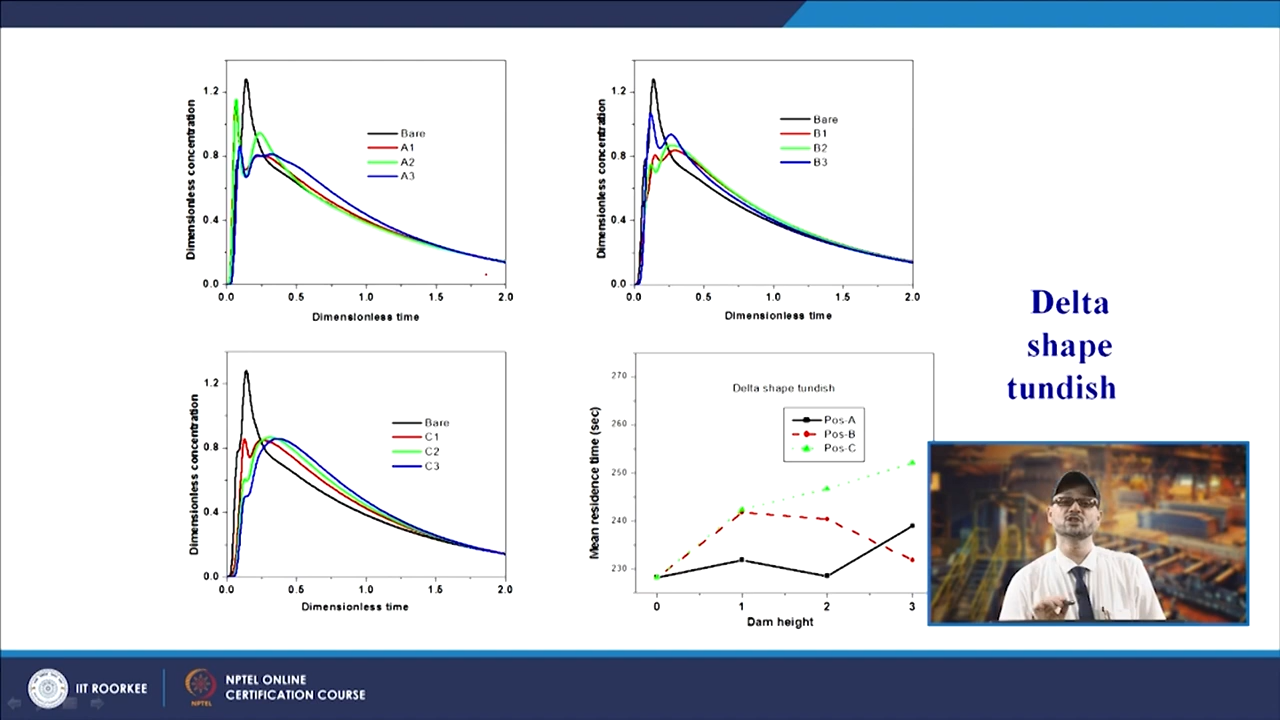 Dimensionless concentration
1.2
0.8
0.4
0.0
Bare
A1
A2
A3
0.0 0.5 1.0 1.5 2.0
Dimensionless time
Dimensionless concentration
1.2
0.8
0.4
0.0
Bare
B1
B2
B3
0.0 0.5 1.0 1.5 2.0
Dimensionless time
Delta
shape
tundish
Dimensionless concentration
1.2
0.8
0.4
0.0
Bare
C1
C2
C3
0.0 0.5 1.0 1.5 2.0
Dimensionless time
Mean residence time (sec)
270
260
250
240
230
Delta shape tundish
Pos-A
Pos-B
Pos-C
0 1 2 3
Dam height
IIT ROORKEE
NPTEL
NPTEL ONLINE
CERTIFICATION COURSE